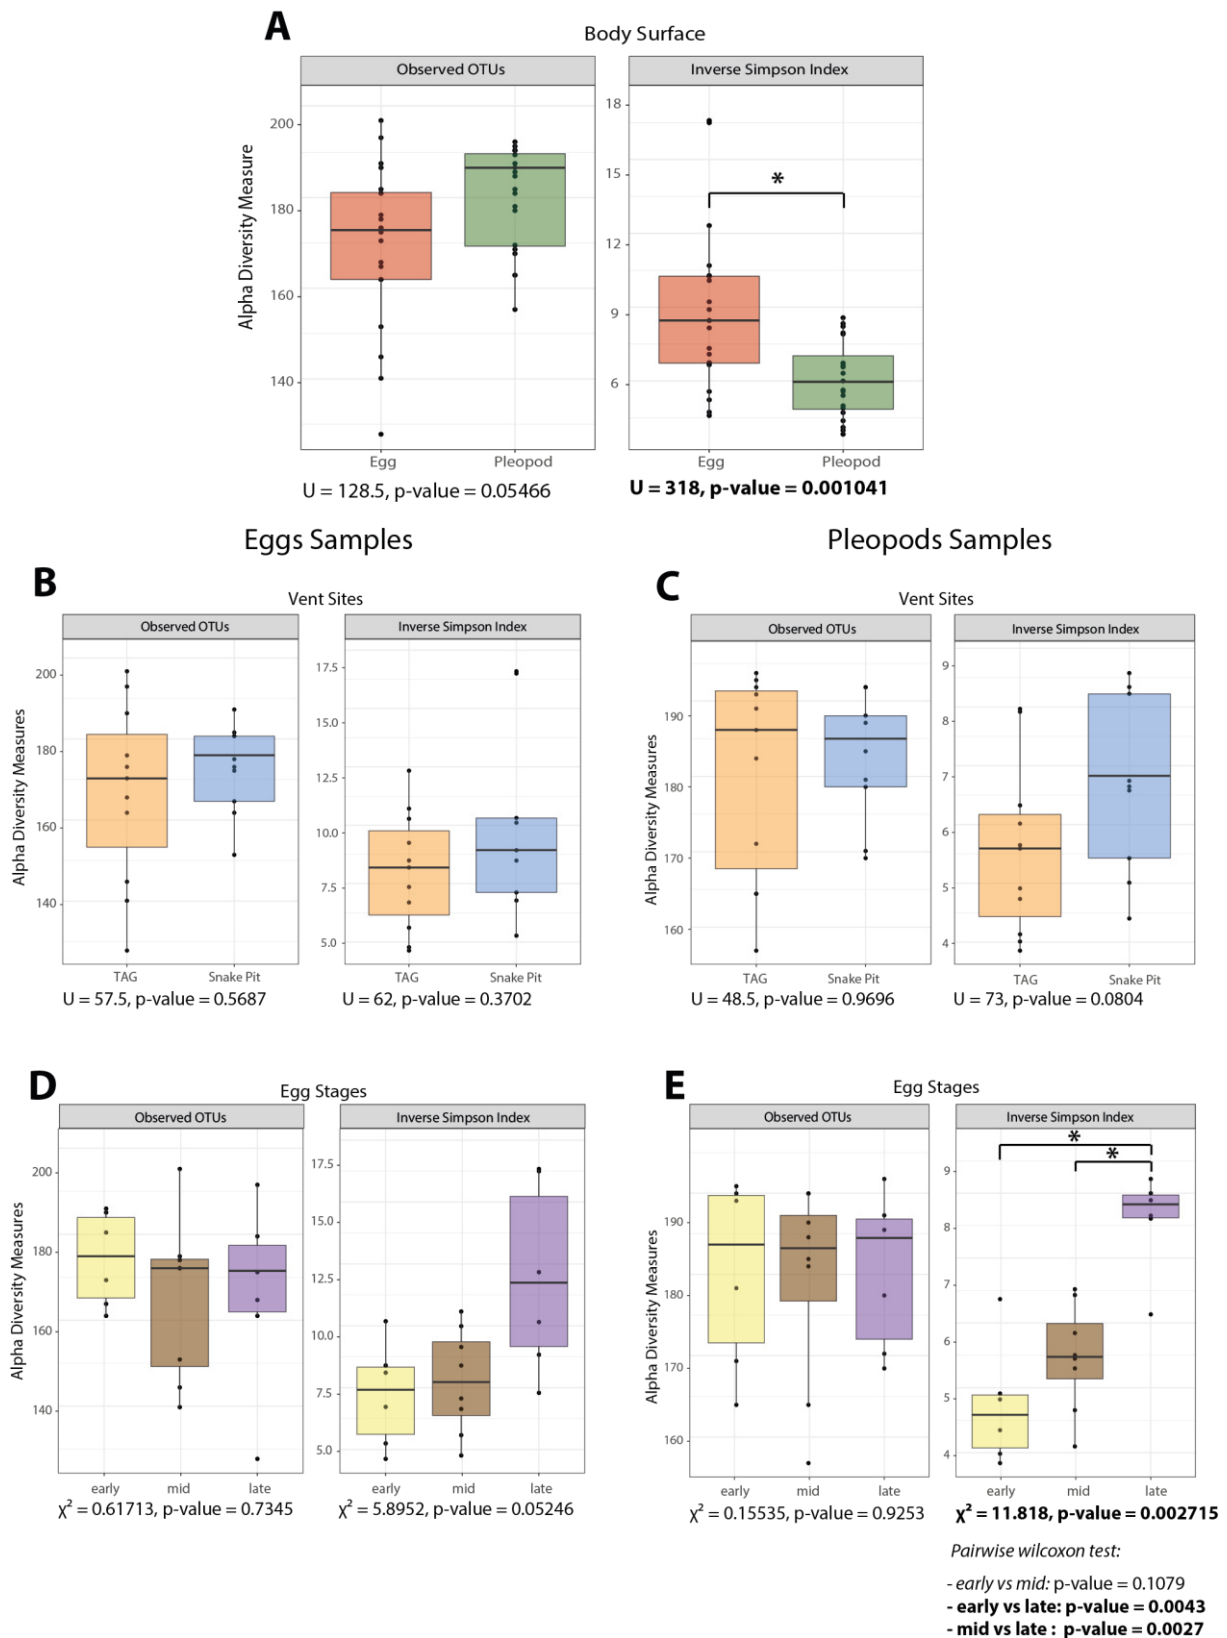 A
Body Surface
Observed OTUs
Inverse Simpson Index
Alpha Diversity Measure
200
180
160
140
18
15
12
9
6
*
Egg
Pleopod
Egg
Pleopod
U = 128.5, p-value = 0.05466
U = 318, p-value = 0.001041
Eggs Samples
Pleopods Samples
B
Vent Sites
Observed OTUs
Inverse Simpson Index
Alpha Diversity Measures
200
180
160
140
17.5
15.0
12.5
10.0
7.5
5.0
TAG
Snake Pit
TAG
Snake Pit
U = 57.5, p-value = 0.5687
U = 62, p-value = 0.3702
C
Vent Sites
Observed OTUs
Inverse Simpson Index
Alpha Diversity Measures
190
180
170
160
9
8
7
6
5
4
TAG
Snake Pit
TAG
Snake Pit
U = 48.5, p-value = 0.9696
U = 73, p-value = 0.0804
D
Egg Stages
Observed OTUs
Inverse Simpson Index
Alpha Diversity Measures
200
180
160
140
17.5
15.0
12.5
10.0
7.5
5.0
early
mid
late
early
mid
late
χ² = 0.61713, p-value = 0.7345
χ² = 5.8952, p-value = 0.05246
E
Egg Stages
Observed OTUs
Inverse Simpson Index
Alpha Diversity Measures
190
180
170
160
9
8
7
6
5
4
*
*
early
mid
late
early
mid
late
χ² = 0.15535, p-value = 0.9253
χ² = 11.818, p-value = 0.002715
Pairwise wilcoxon test:
- early vs mid: p-value = 0.1079
- early vs late: p-value = 0.0043
- mid vs late : p-value = 0.0027